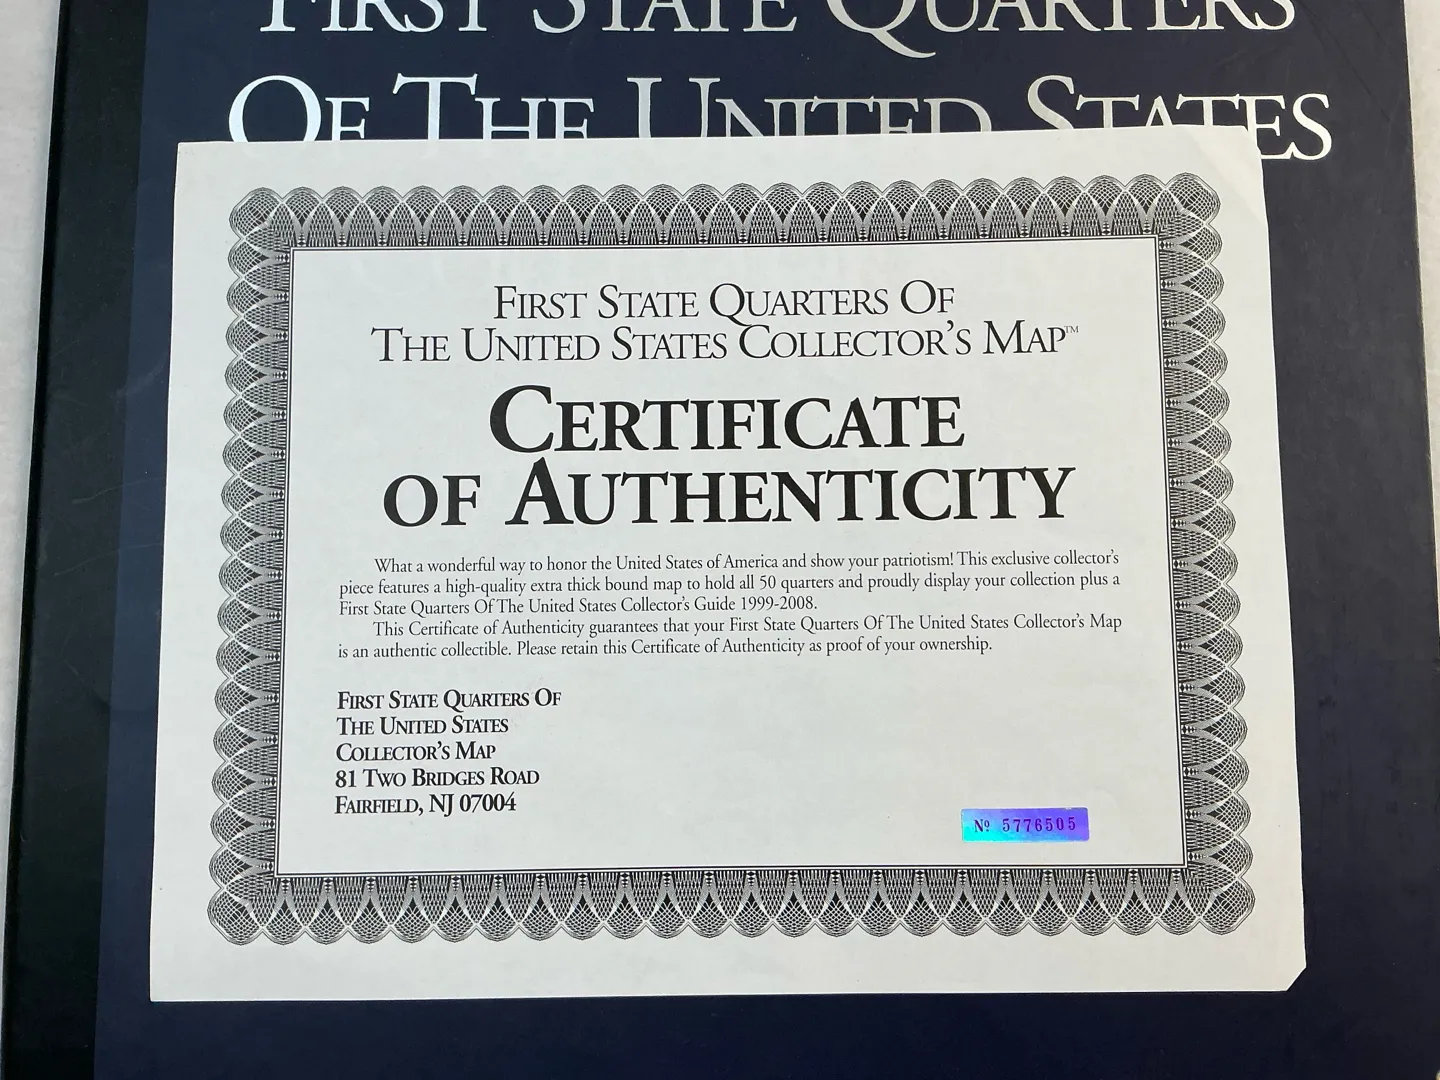 FIRST STATE QUARTERS
OF THE UNITED STATES
FIRST STATE QUARTERS OF
THE UNITED STATES COLLECTOR'S MAP™
CERTIFICATE
OF AUTHENTICITY
What a wonderful way to honor the United States of America and show your patriotism! This exclusive collector's
piece features a high-quality extra thick bound map to hold all 50 quarters and proudly display your collection plus a
First State Quarters Of The United States Collector's Guide 1999-2008.
This Certificate of Authenticity guarantees that your First State Quarters Of The United States Collector's Map
is an authentic collectible. Please retain this Certificate of Authenticity as proof of your ownership.
FIRST STATE QUARTERS OF
THE UNITED STATES
COLLECTOR'S MAP
81 TWO BRIDGES ROAD
FAIRFIELD, NJ 07004
Nº 5776505